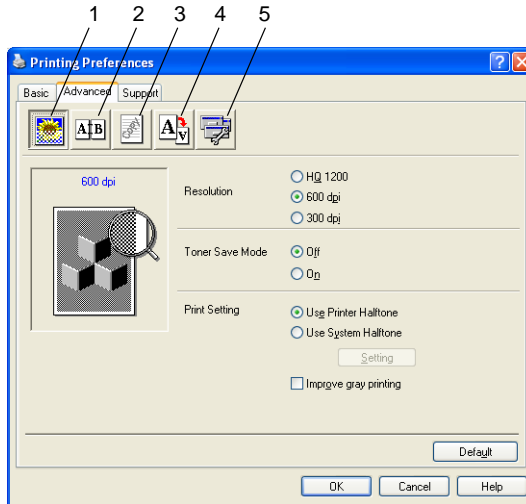 1 2 3 4 5
Printing Preferences
Basic Advanced Support
A B Copy A A
600 dpi
Resolution
HQ 1200
600 dpi
300 dpi
Toner Save Mode
Off
On
Print Setting
Use Printer Halftone
Use System Halftone
Setting
Improve gray printing
Default
OK Cancel Help